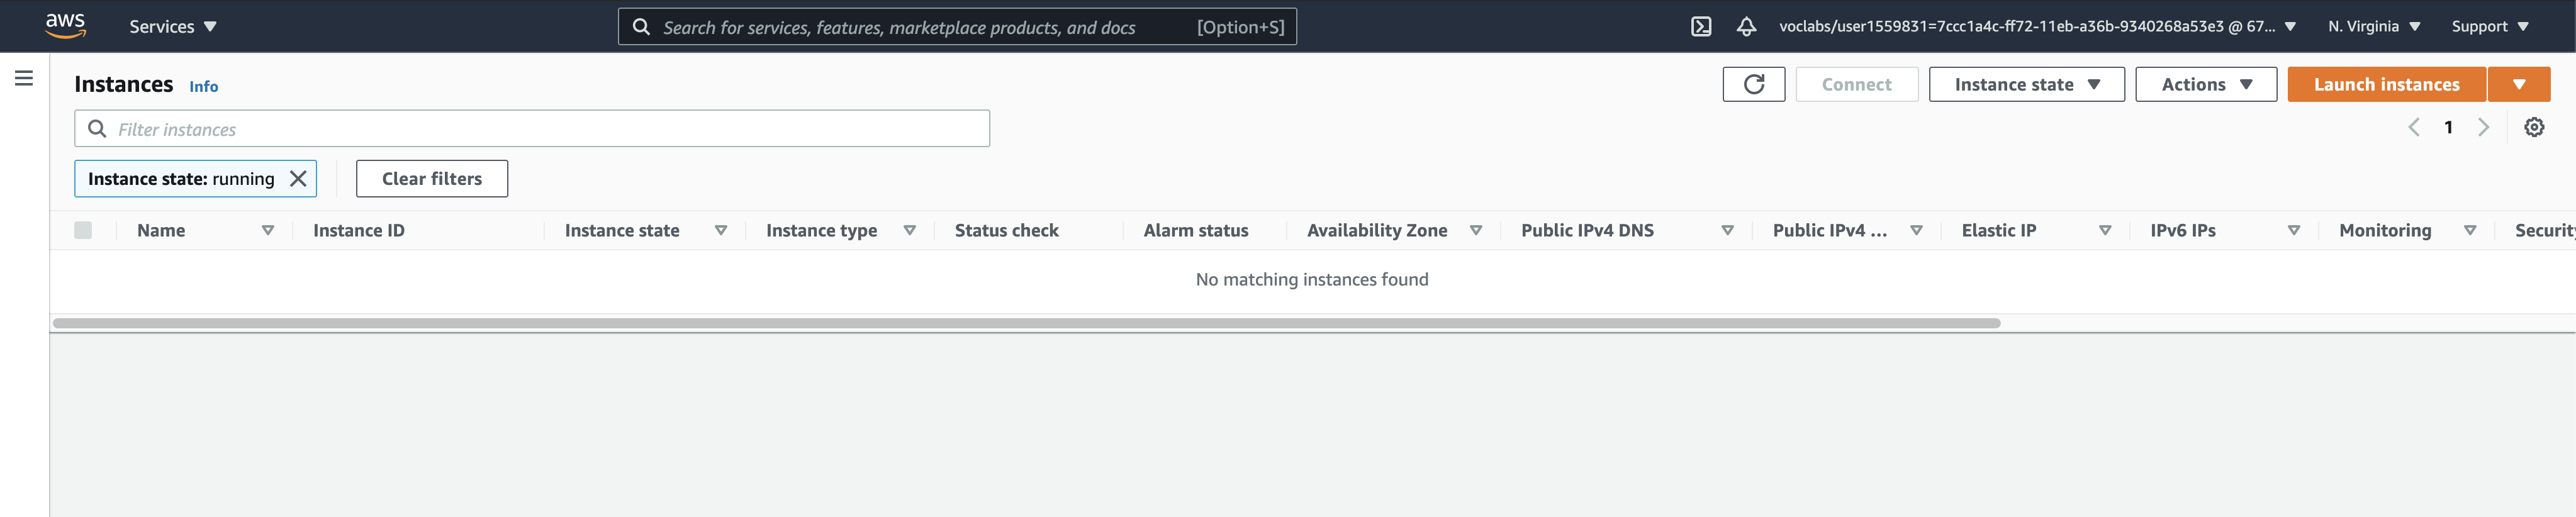 aws Services Search for services, features, marketplace products, and docs [Option+S] voclabs/user1559831=7ccc1a4c-ff72-11eb-a36b-9340268a53e3 @ 67... N. Virginia Support
Instances Info Connect Instance state Actions Launch instances
Filter instances 1
Instance state: running Clear filters
Name Instance ID Instance state Instance type Status check Alarm status Availability Zone Public IPv4 DNS Public IPv4 ... Elastic IP IPv6 IPs Monitoring Security
No matching instances found